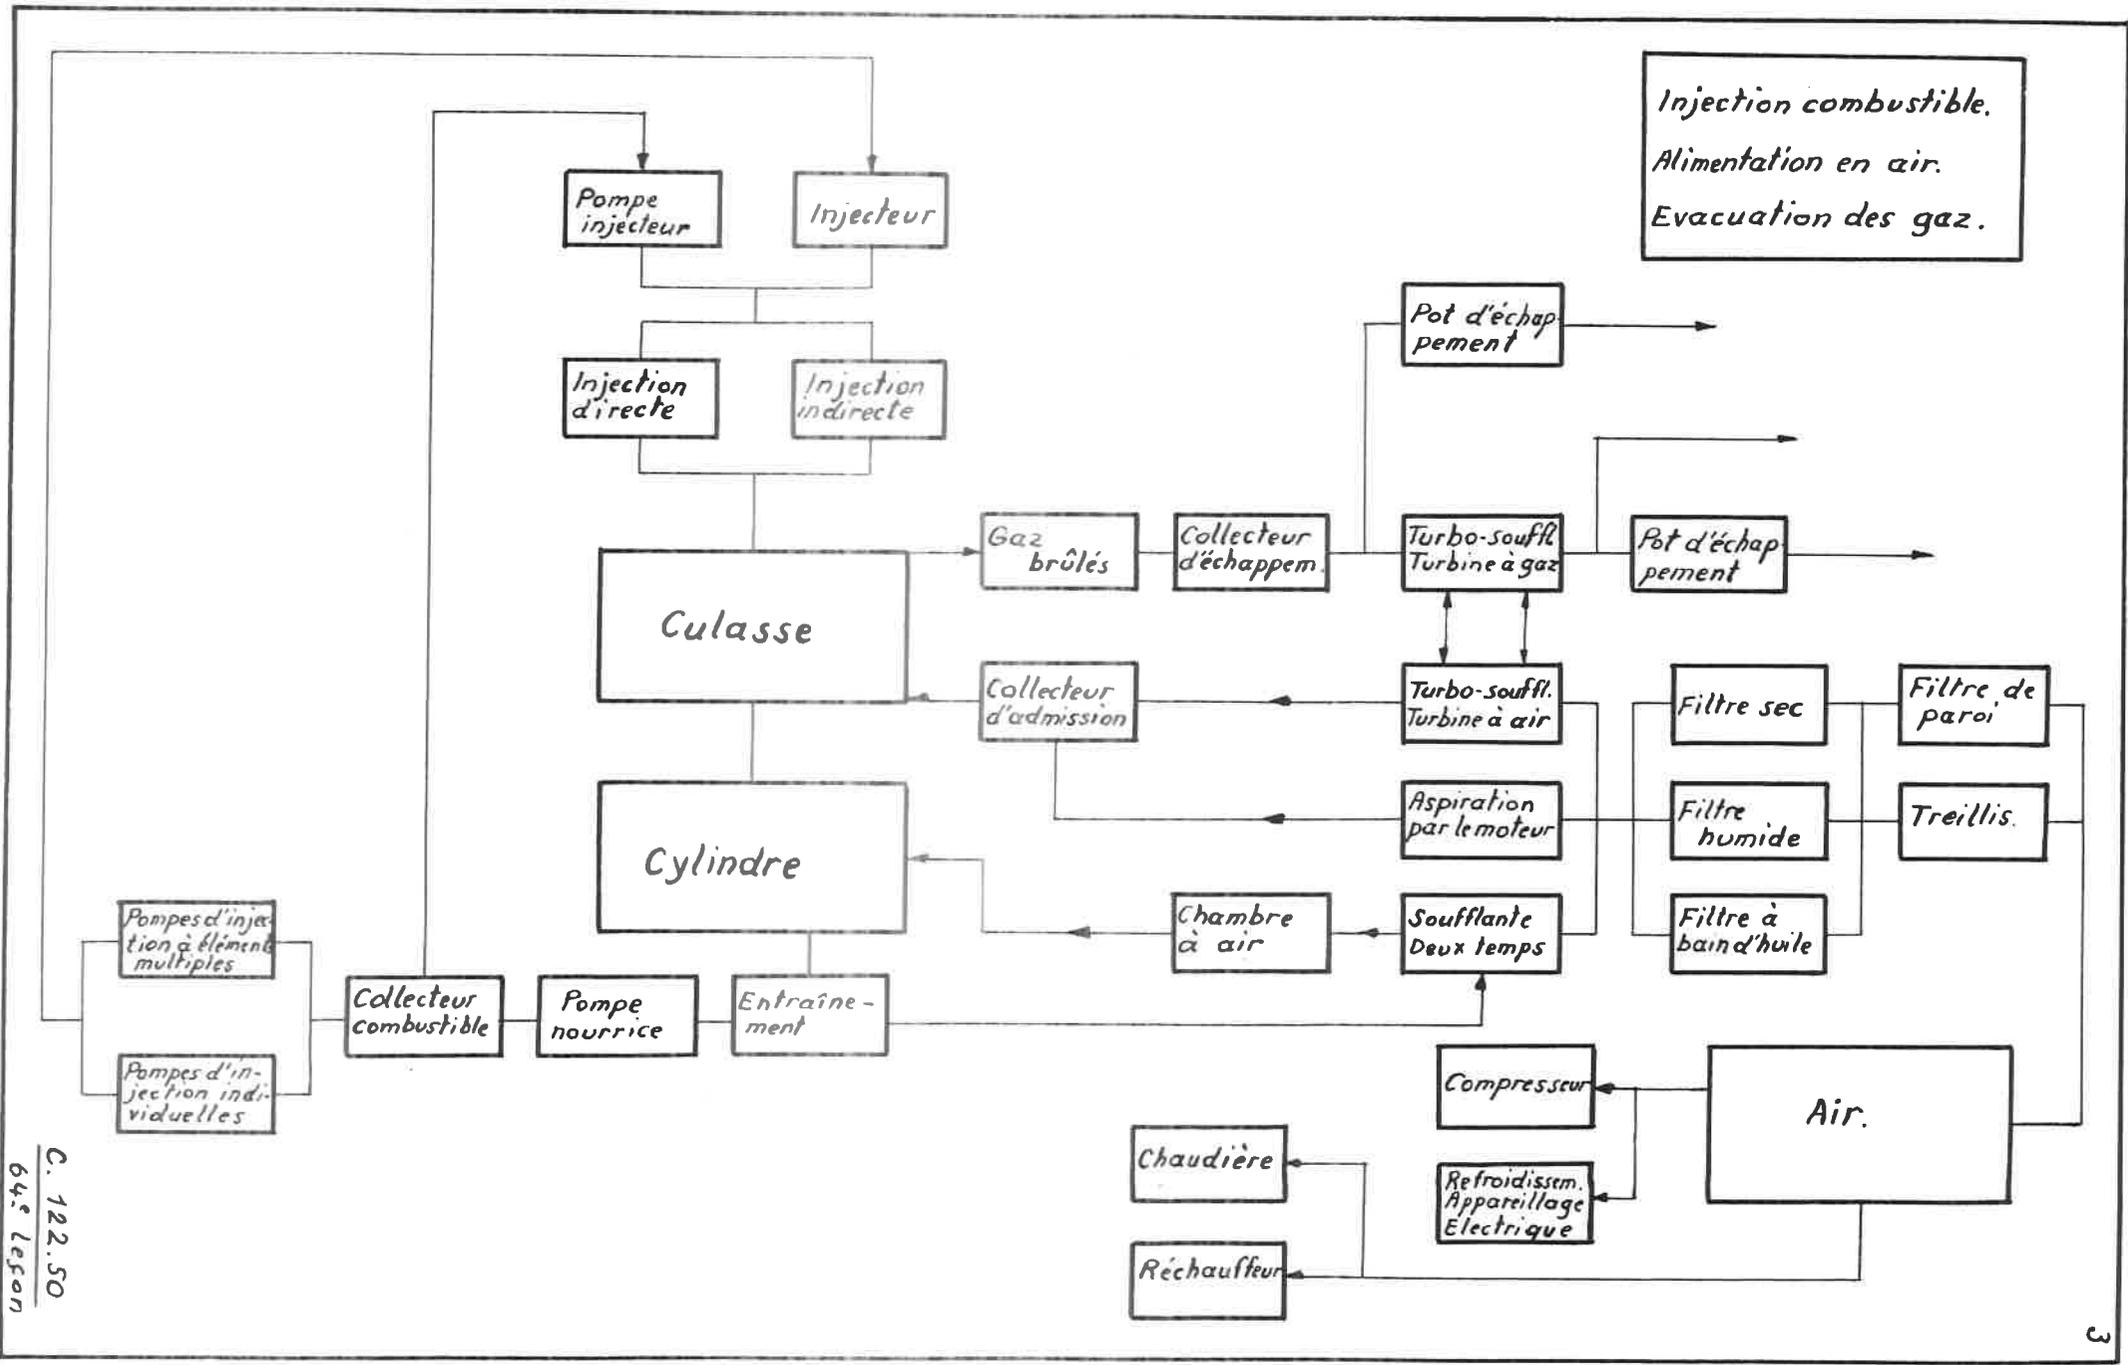 Injection combustible.
Alimentation en air.
Evacuation des gaz.
Pompe
injecteur
Injecteur
Injection
directe
Injection
indirecte
Pot d'échap
pement
Gaz
brûlés
Collecteur
d'échappem.
Turbo-souffl
Turbine à gaz
Pot d'échap
pement
Culasse
Collecteur
d'admission
Turbo-souffl.
Turbine à air
Filtre sec
Filtre de
paroi
Aspiration
par le moteur
Filtre
humide
Treillis.
Cylindre
Chambre
à air
Soufflante
Deux temps
Filtre à
bain d'huile
Pompes d'injec
tion à élément
multiples
Collecteur
combustible
Pompe
nourrice
Entraîne-
ment
Pompes d'in-
jection indi-
viduelles
Compresseur
Air.
Chaudière
Refroidissem.
Appareillage
Electrique
Réchauffeur
C. 122.50
64.e leçon
3